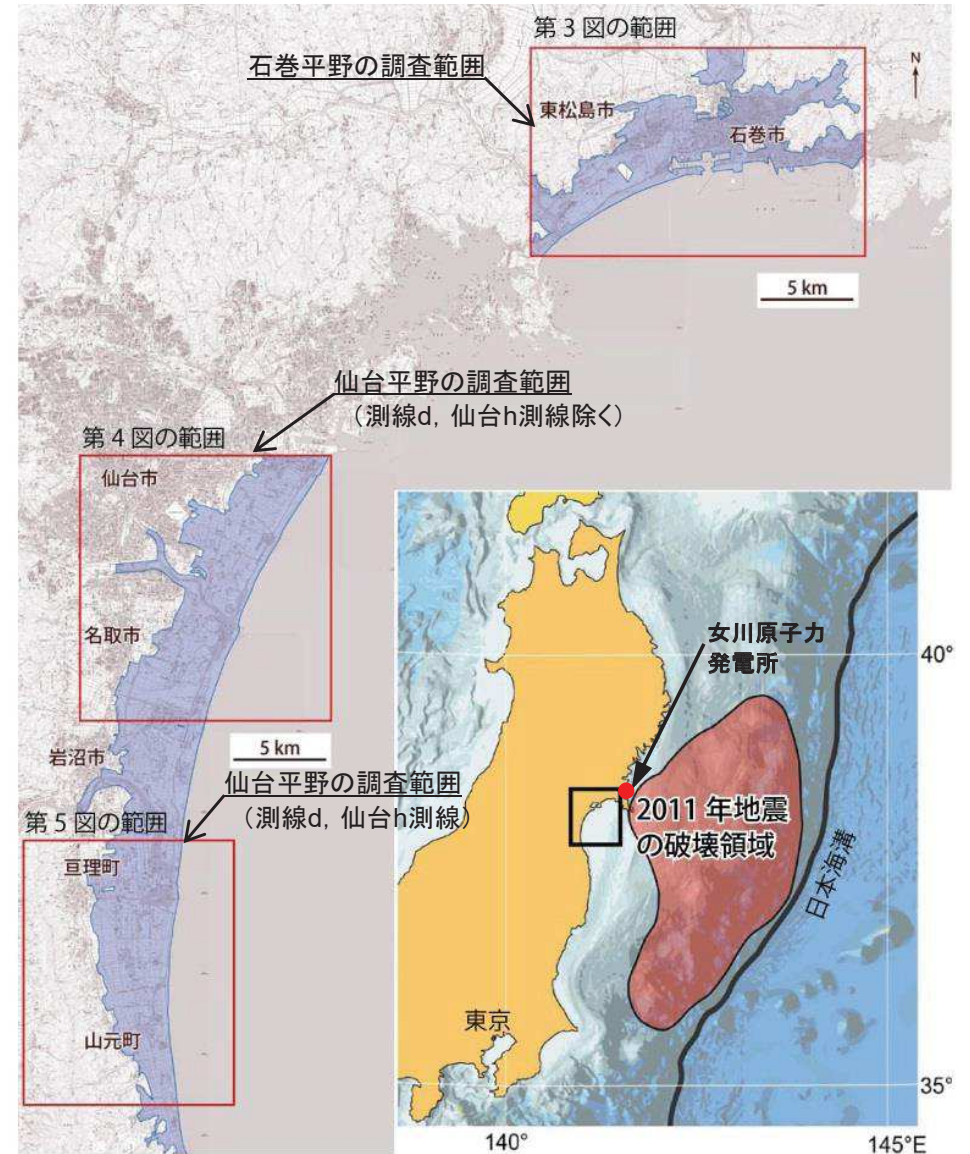 第3図の範囲
石巻平野の調査範囲
N
東松島市
石巻市
5 km
仙台平野の調査範囲
（測線d，仙台h測線除く）
第4図の範囲
仙台市
名取市
5 km
岩沼市
仙台平野の調査範囲
（測線d，仙台h測線）
第5図の範囲
亘理町
山元町
女川原子力
発電所
40°
2011年地震
の破壊領域
日本海溝
東京
35°
140°
145°E